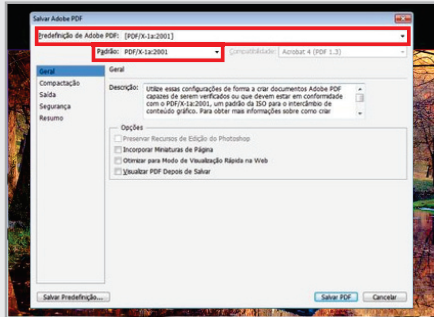 Salvar Adobe PDF
Predefinição de Adobe PDF: [PDF/X-1a:2001]
Padrão: PDF/X-1a:2001 Compatibilidade: Acrobat 4 (PDF 1.3)
Geral
Compactação
Saída
Segurança
Resumo
Geral
Descrição: Utilize essas configurações de forma a criar documentos Adobe PDF
capazes de serem verificados ou que devem estar em conformidade
com o PDF/X-1a:2001, um padrão da ISO para o intercâmbio de
conteúdo gráfico. Para obter mais informações sobre como criar
Opções
Preservar Recursos de Edição do Photoshop
Incorporar Miniaturas de Página
Otimizar para Modo de Visualização Rápida na Web
Visualizar PDF Depois de Salvar
Salvar Predefinição... Salvar PDF Cancelar